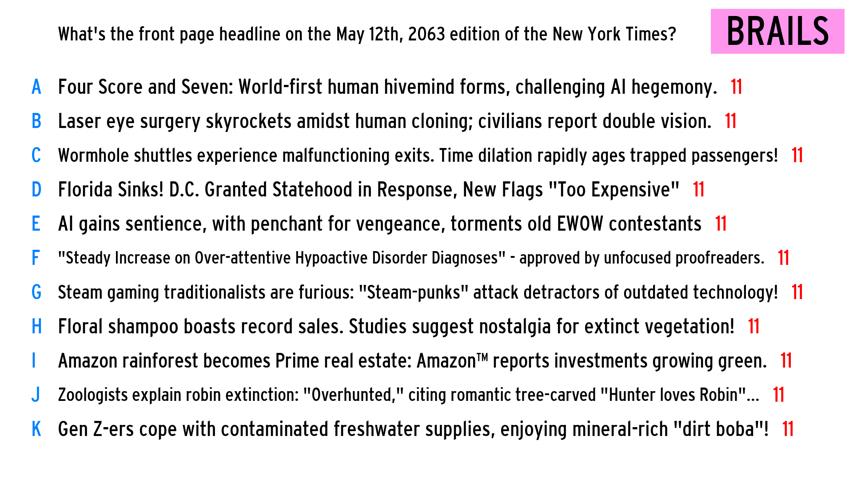 What's the front page headline on the May 12th, 2063 edition of the New York Times?
BRAILS
A Four Score and Seven: World-first human hivemind forms, challenging AI hegemony. 11
B Laser eye surgery skyrockets amidst human cloning; civilians report double vision. 11
C Wormhole shuttles experience malfunctioning exits. Time dilation rapidly ages trapped passengers! 11
D Florida Sinks! D.C. Granted Statehood in Response, New Flags "Too Expensive" 11
E AI gains sentience, with penchant for vengeance, torments old EWOW contestants 11
F "Steady Increase on Over-attentive Hypoactive Disorder Diagnoses" - approved by unfocused proofreaders. 11
G Steam gaming traditionalists are furious: "Steam-punks" attack detractors of outdated technology! 11
H Floral shampoo boasts record sales. Studies suggest nostalgia for extinct vegetation! 11
I Amazon rainforest becomes Prime real estate: Amazon™ reports investments growing green. 11
J Zoologists explain robin extinction: "Overhunted," citing romantic tree-carved "Hunter loves Robin"... 11
K Gen Z-ers cope with contaminated freshwater supplies, enjoying mineral-rich "dirt boba"! 11